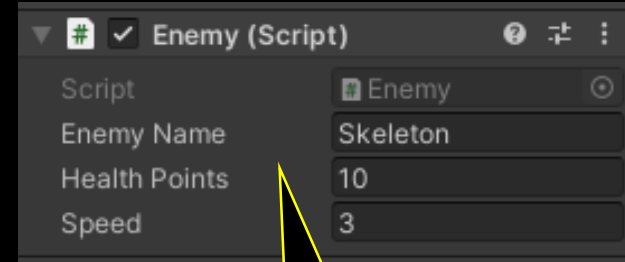 # Enemy (Script)
Script # Enemy
Enemy Name Skeleton
Health Points 10
Speed 3